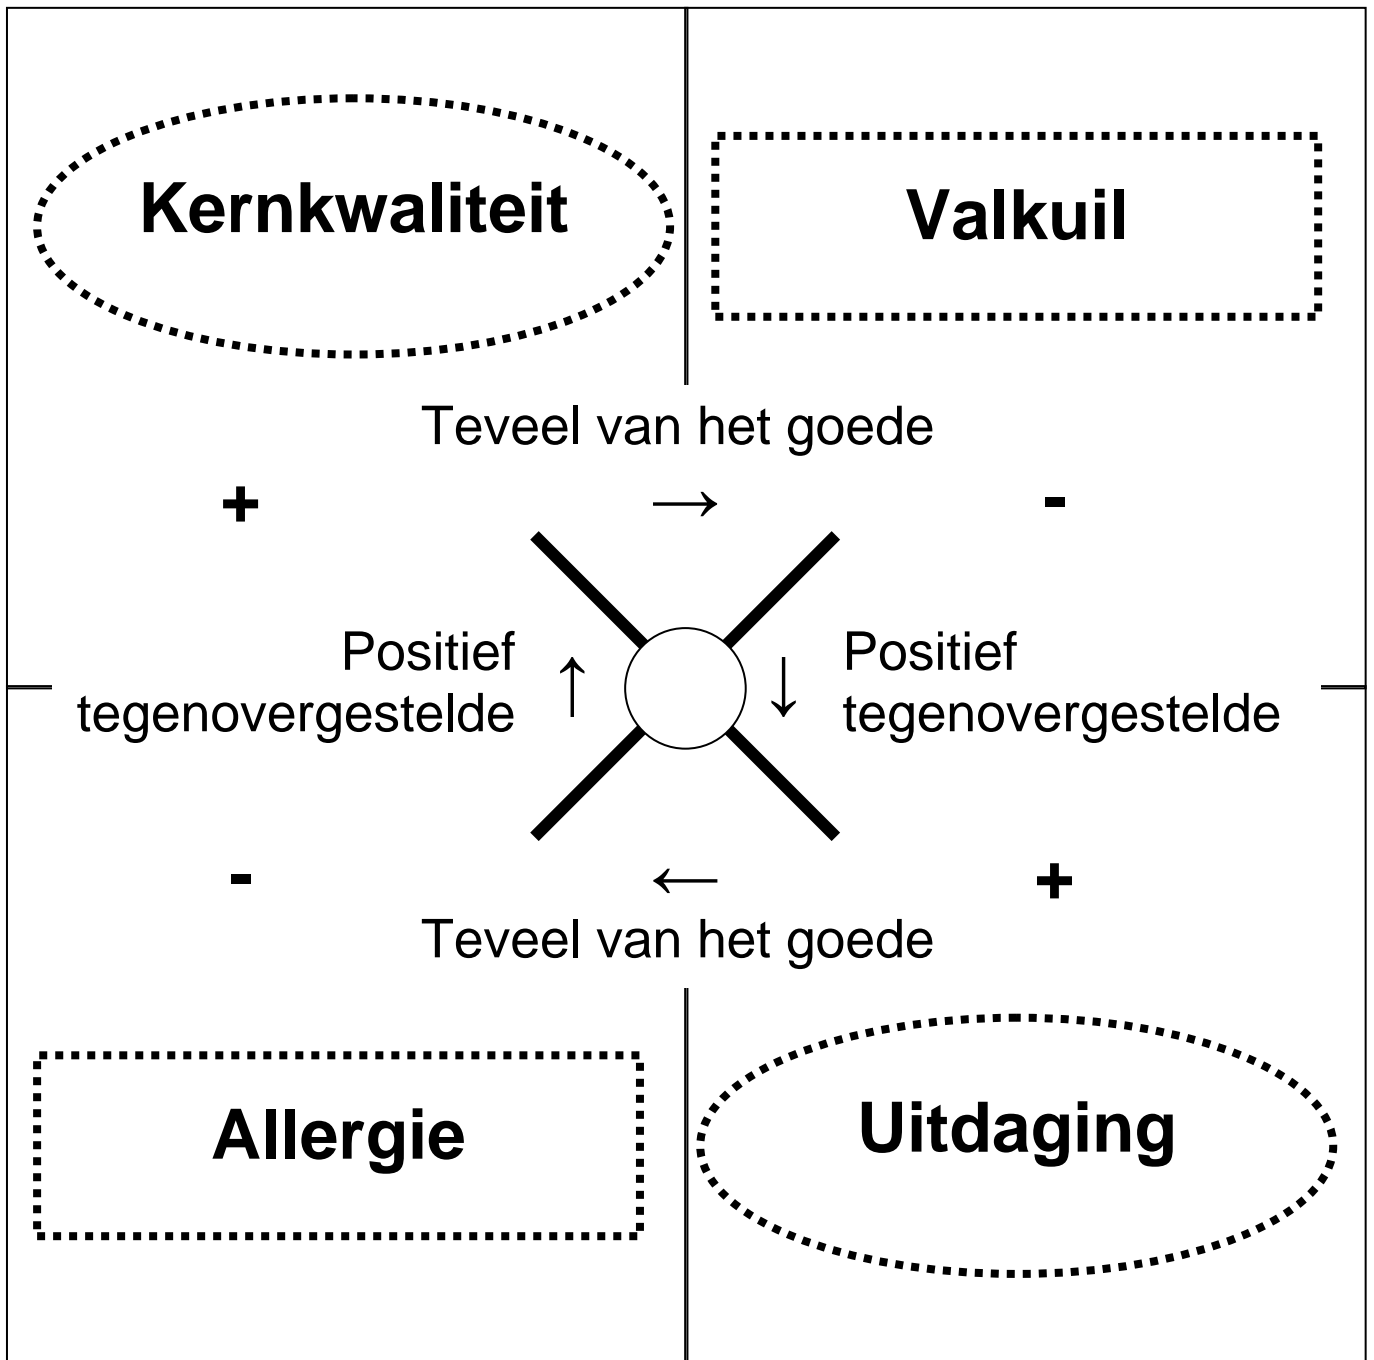 Kernkwaliteit
Valkuil
Teveel van het goede
+ → -
Positief
tegenovergestelde
↑ ↓
Positief
tegenovergestelde
- ← +
Teveel van het goede
Allergie
Uitdaging